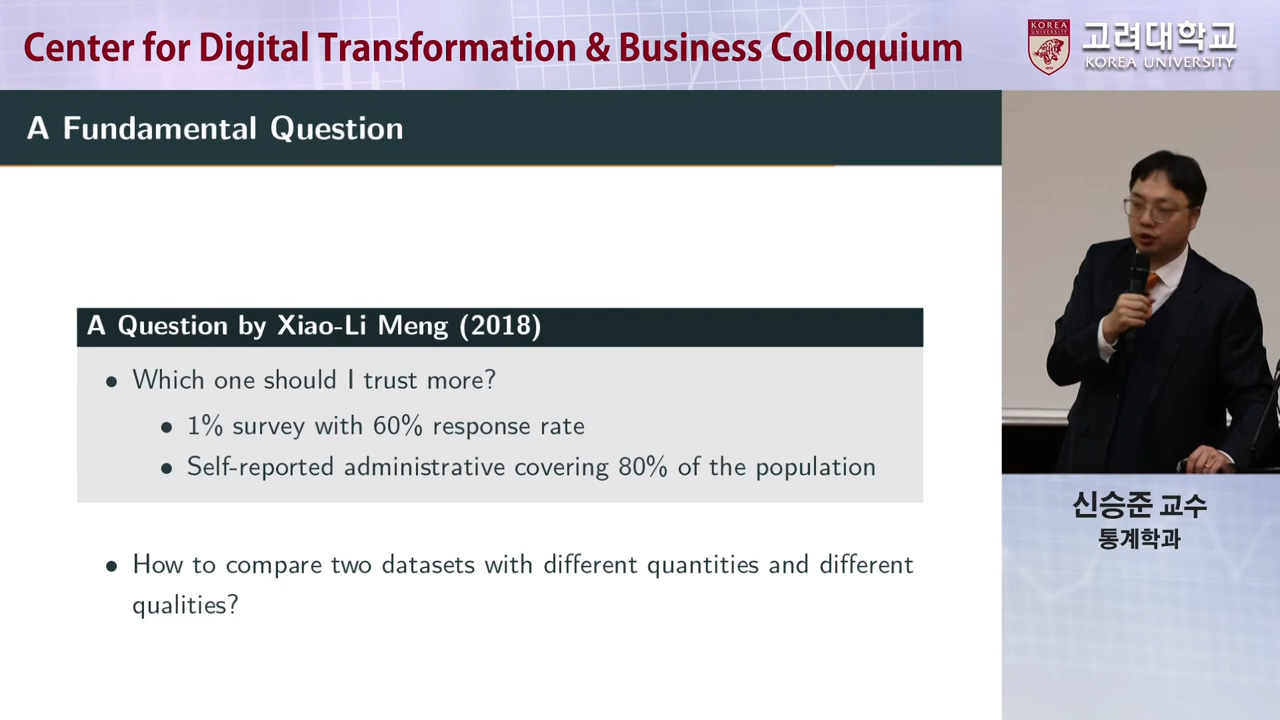 Center for Digital Transformation & Business Colloquium
KOREA
UNIVERSITY
고려대학교
KOREA UNIVERSITY
A Fundamental Question
A Question by Xiao-Li Meng (2018)
• Which one should I trust more?
• 1% survey with 60% response rate
• Self-reported administrative covering 80% of the population
• How to compare two datasets with different quantities and different
qualities?
신승준 교수
통계학과